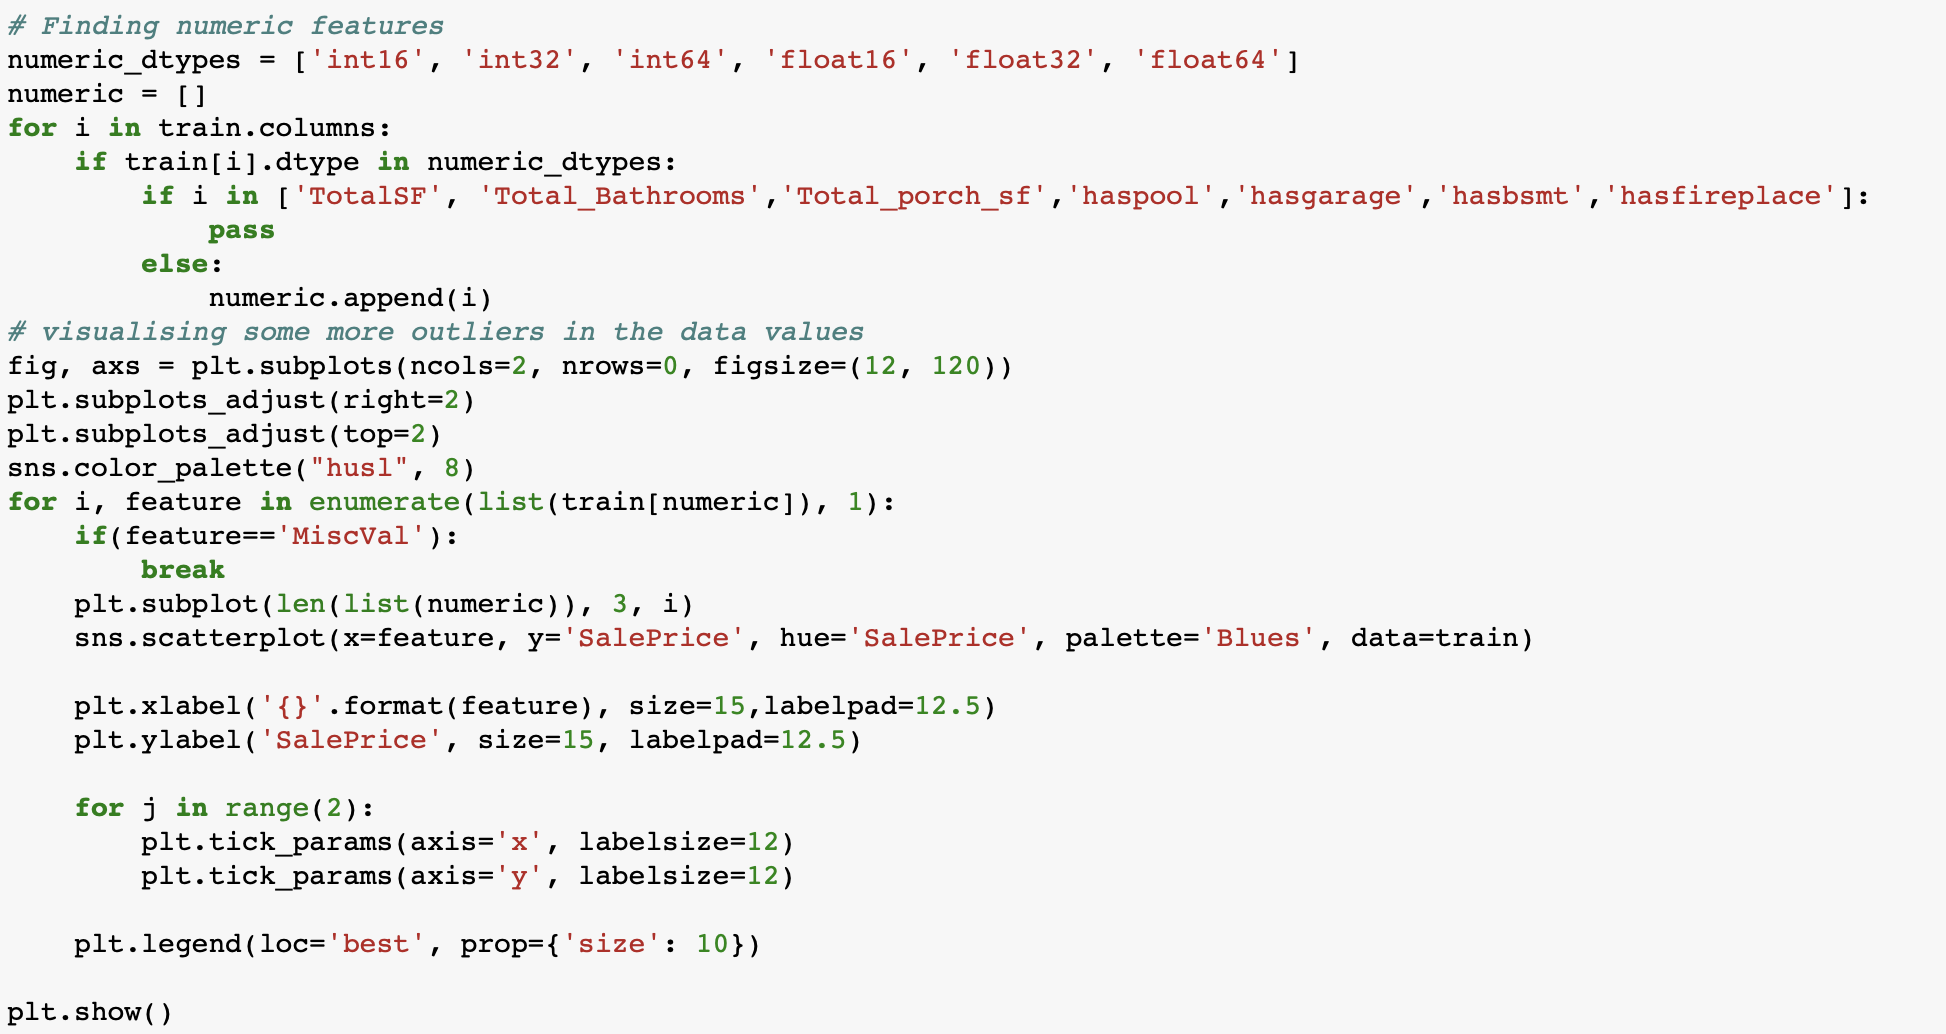 # Finding numeric features
numeric_dtypes = ['int16', 'int32', 'int64', 'float16', 'float32', 'float64']
numeric = []
for i in train.columns:
    if train[i].dtype in numeric_dtypes:
        if i in ['TotalSF', 'Total_Bathrooms','Total_porch_sf','haspool','hasgarage','hasbsmt','hasfireplace']:
            pass
        else:
            numeric.append(i)
# visualising some more outliers in the data values
fig, axs = plt.subplots(ncols=2, nrows=0, figsize=(12, 120))
plt.subplots_adjust(right=2)
plt.subplots_adjust(top=2)
sns.color_palette("husl", 8)
for i, feature in enumerate(list(train[numeric]), 1):
    if(feature=='MiscVal'):
        break
    plt.subplot(len(list(numeric)), 3, i)
    sns.scatterplot(x=feature, y='SalePrice', hue='SalePrice', palette='Blues', data=train)

    plt.xlabel('{}'.format(feature), size=15,labelpad=12.5)
    plt.ylabel('SalePrice', size=15, labelpad=12.5)

    for j in range(2):
        plt.tick_params(axis='x', labelsize=12)
        plt.tick_params(axis='y', labelsize=12)

    plt.legend(loc='best', prop={'size': 10})

plt.show()